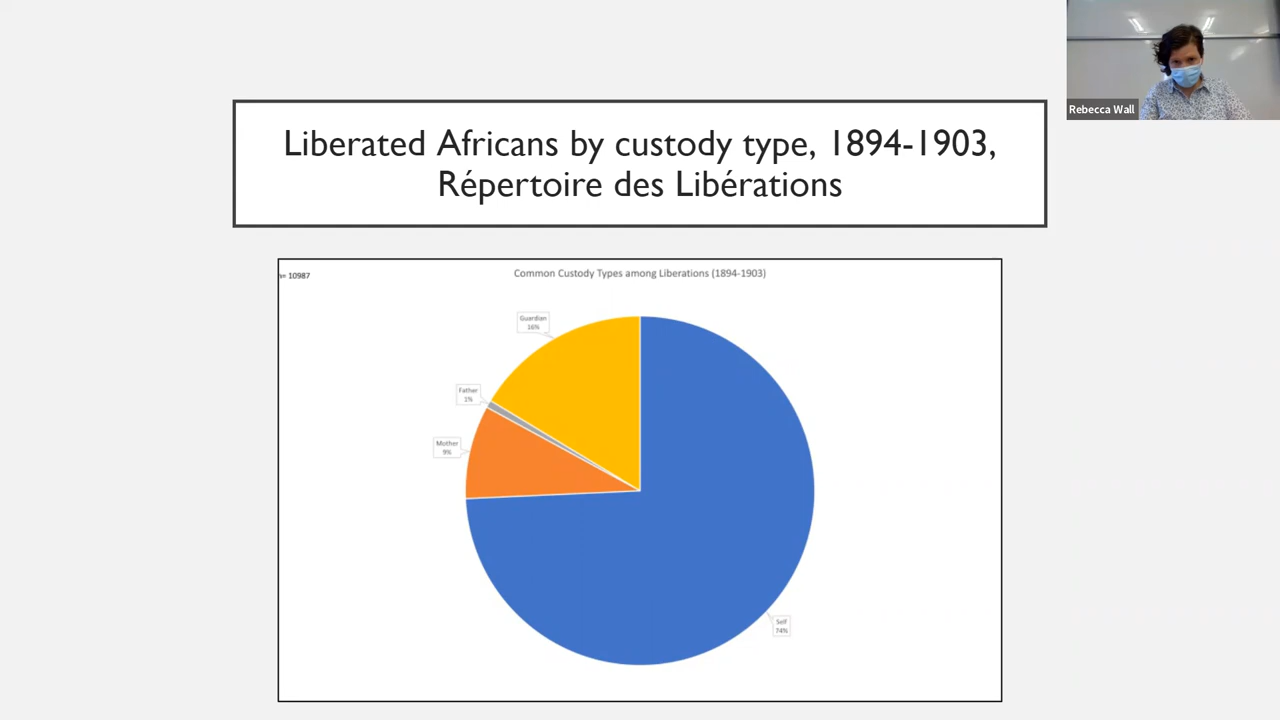 Rebecca Wall
Liberated Africans by custody type, 1894-1903,
Répertoire des Libérations
10987
Common Custody Types among Liberations (1894-1903)
Guardian
16%
Father
1%
Mother
9%
Self
74%